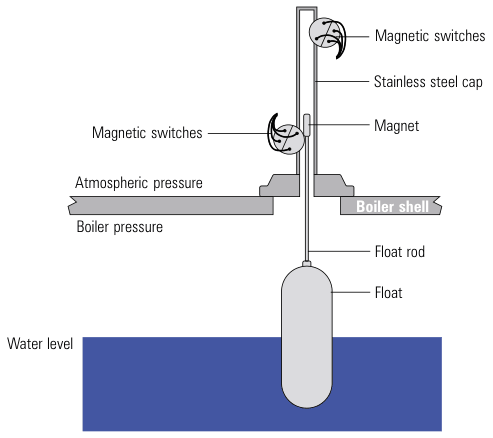 Magnetic switches
Stainless steel cap
Magnet
Magnetic switches
Atmospheric pressure
Boiler shell
Boiler pressure
Float rod
Float
Water level